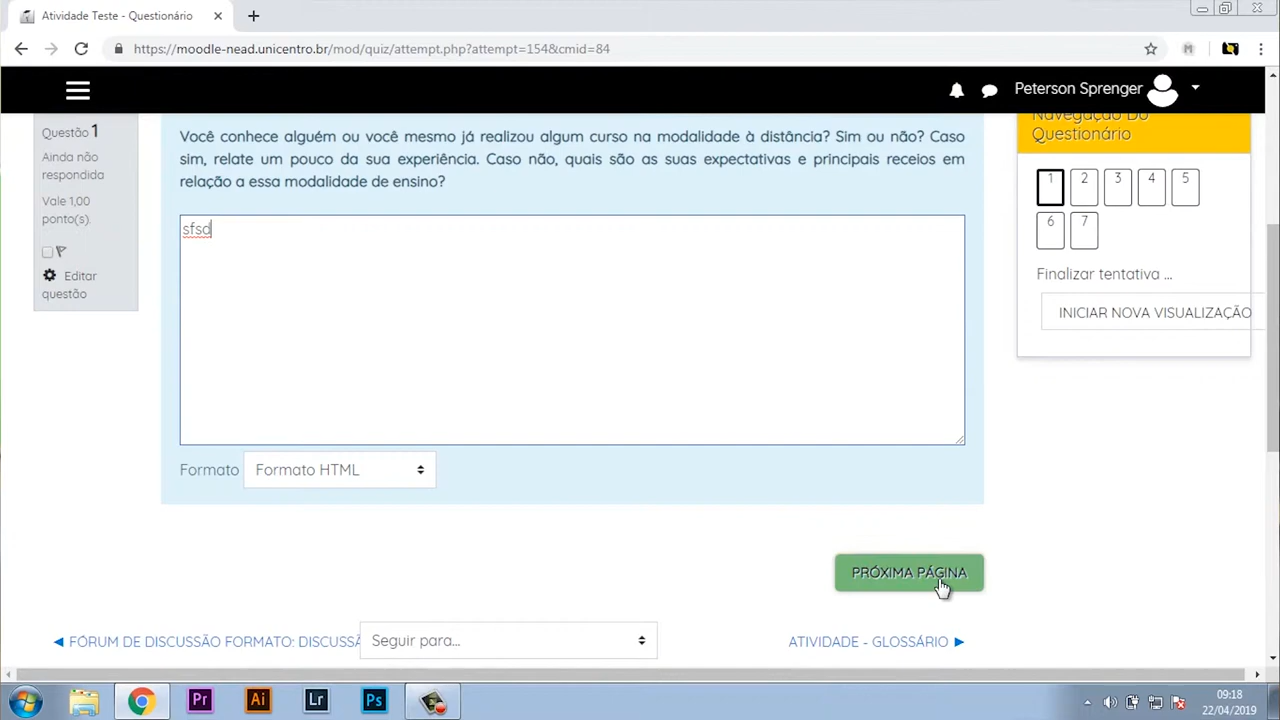 Atividade Teste - Questionário
https://moodle-nead.unicentro.br/mod/quiz/attempt.php?attempt=154&cmid=84
M
Peterson Sprenger
Questão 1
Ainda não
respondida
Vale 1,00
ponto(s).
Editar
questão
Você conhece alguém ou você mesmo já realizou algum curso na modalidade à distância? Sim ou não? Caso
sim, relate um pouco da sua experiência. Caso não, quais são as suas expectativas e principais receios em
relação a essa modalidade de ensino?
sfsd
Formato Formato HTML
PRÓXIMA PÁGINA
Navegação Do
Questionário
1 2 3 4 5
6 7
Finalizar tentativa ...
INICIAR NOVA VISUALIZAÇÃO
◄ FÓRUM DE DISCUSSÃO FORMATO: DISCUSSÃ
Seguir para...
ATIVIDADE - GLOSSÁRIO ►
Pr Ai Lr Ps
09:18
22/04/2019